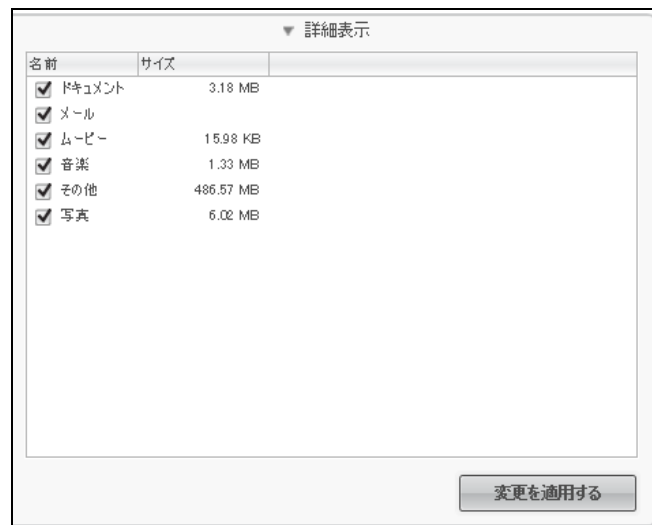 ▼ 詳細表示
名前 サイズ
ドキュメント 3.18 MB
メール
ムービー 15.98 KB
音楽 1.33 MB
その他 486.57 MB
写真 6.02 MB
変更を適用する